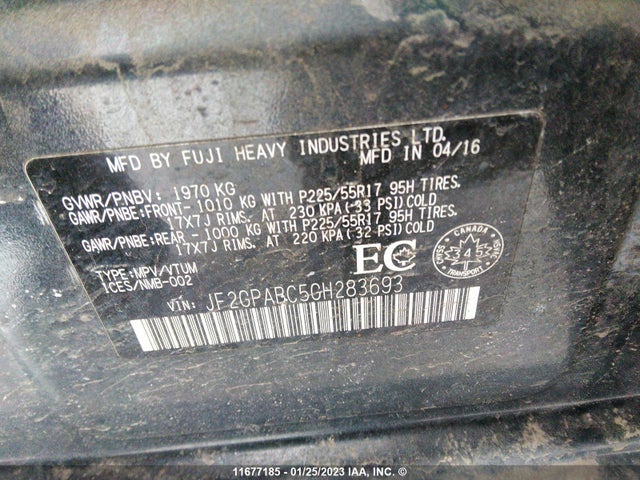 MFD BY FUJI HEAVY INDUSTRIES LTD.
MFD IN 04/16
GVWR/PNBV: 1970 KG
GAWR/PNBE:FRONT-1010 KG WITH P225/55R17 95H TIRES.
17X7J RIMS. AT 230 KPA(33 PSI)COLD
GAWR/PNBE:REAR -1000 KG WITH P225/55R17 95H TIRES.
17X7J RIMS. AT 220 KPA(32 PSI)COLD
TYPE:MPV/VTUM
ICES/NMB-002
EC
CANADA
345
TRANSPORT
CMVSS
NSVAC
VIN: JF2GPABC5GH283693
11677185 - 01/25/2023 IAA, INC. ©